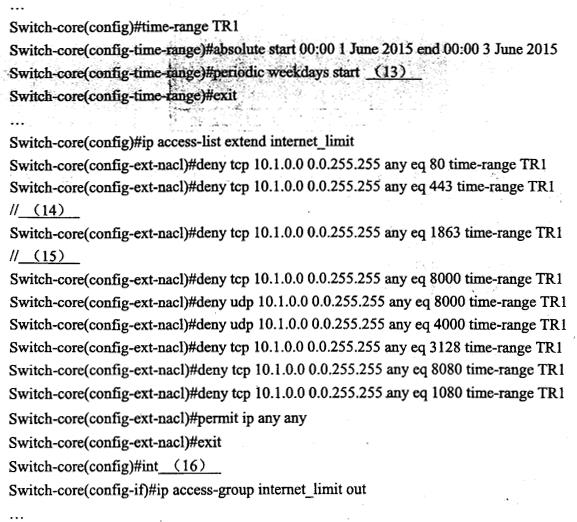 ...
Switch-core(config)#time-range TR1
Switch-core(config-time-range)#absolute start 00:00 1 June 2015 end 00:00 3 June 2015
Switch-core(config-time-range)#periodic weekdays start （13）
Switch-core(config-time-range)#exit
...
Switch-core(config)#ip access-list extend internet_limit
Switch-core(config-ext-nacl)#deny tcp 10.1.0.0 0.0.255.255 any eq 80 time-range TR1
Switch-core(config-ext-nacl)#deny tcp 10.1.0.0 0.0.255.255 any eq 443 time-range TR1
//（14）
Switch-core(config-ext-nacl)#deny tcp 10.1.0.0 0.0.255.255 any eq 1863 time-range TR1
//（15）
Switch-core(config-ext-nacl)#deny tcp 10.1.0.0 0.0.255.255 any eq 8000 time-range TR1
Switch-core(config-ext-nacl)#deny udp 10.1.0.0 0.0.255.255 any eq 8000 time-range TR1
Switch-core(config-ext-nacl)#deny udp 10.1.0.0 0.0.255.255 any eq 4000 time-range TR1
Switch-core(config-ext-nacl)#deny tcp 10.1.0.0 0.0.255.255 any eq 3128 time-range TR1
Switch-core(config-ext-nacl)#deny tcp 10.1.0.0 0.0.255.255 any eq 8080 time-range TR1
Switch-core(config-ext-nacl)#deny tcp 10.1.0.0 0.0.255.255 any eq 1080 time-range TR1
Switch-core(config-ext-nacl)#permit ip any any
Switch-core(config-ext-nacl)#exit
Switch-core(config)#int （16）
Switch-core(config-if)#ip access-group internet_limit out
...